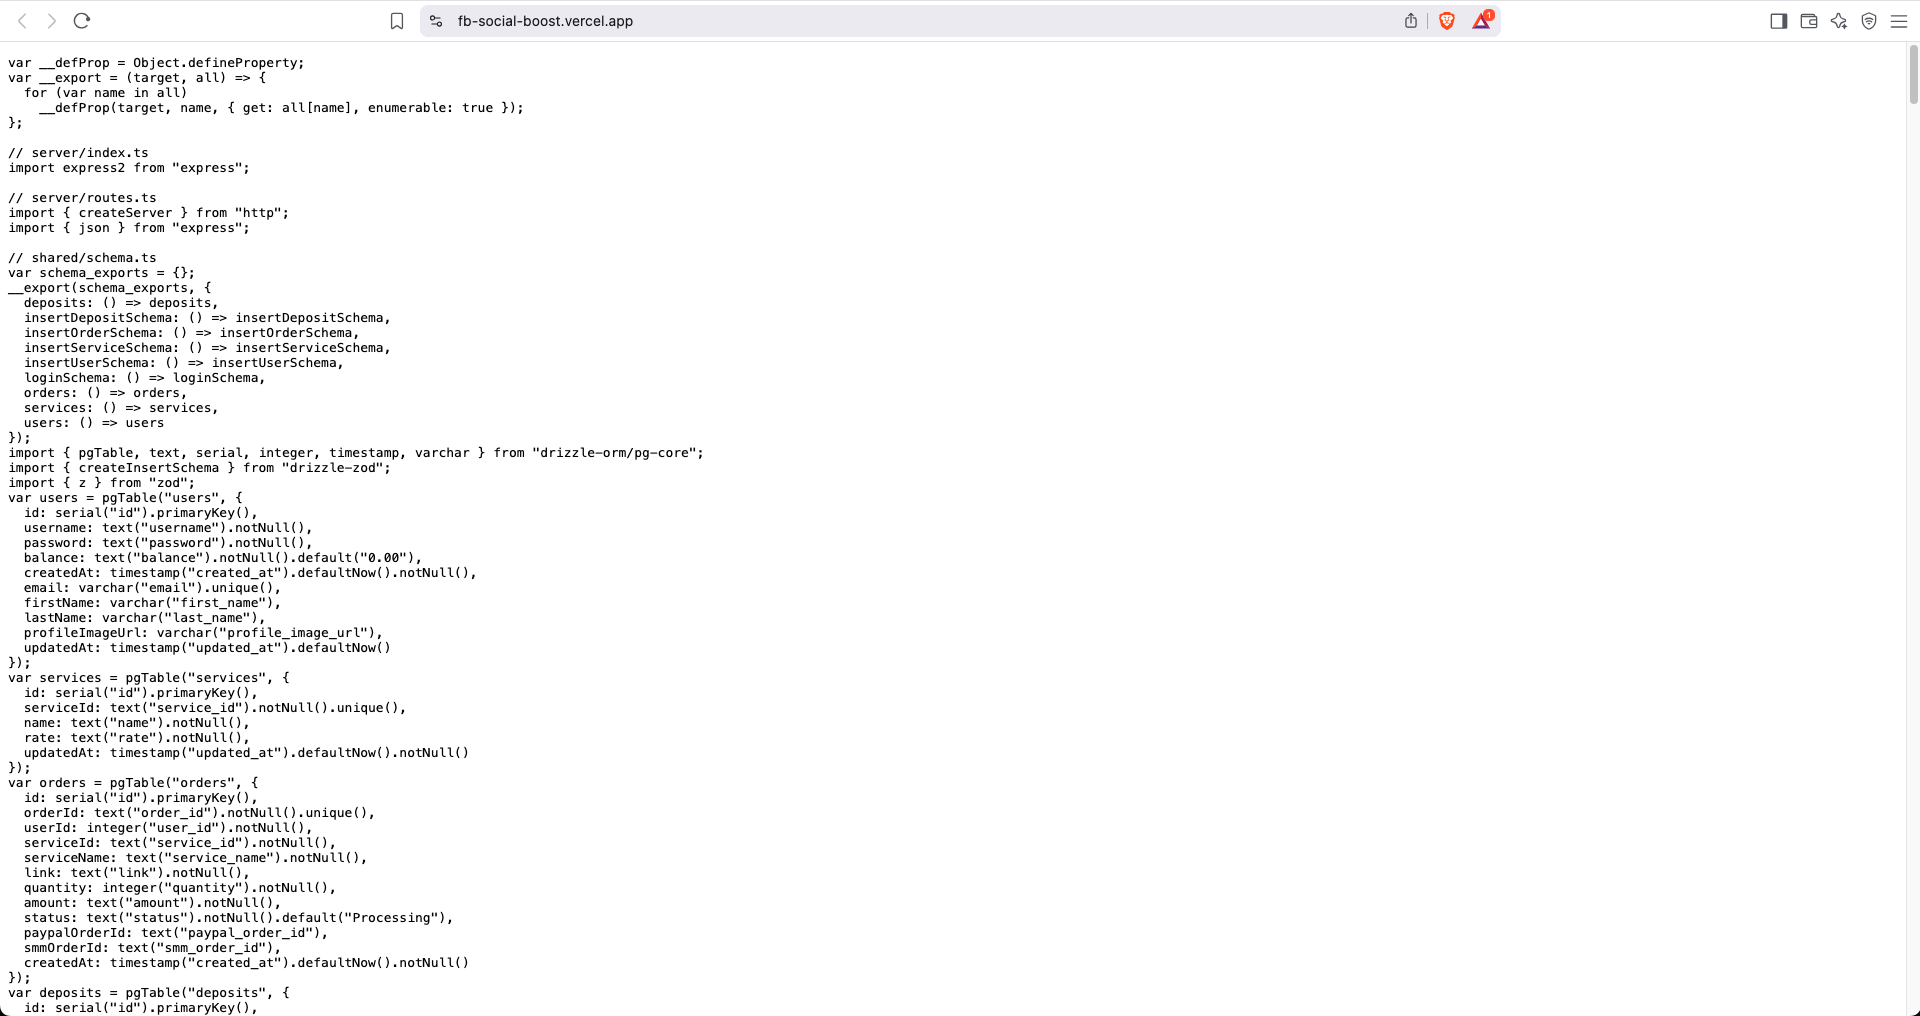 fb-social-boost.vercel.app
1
var __defProp = Object.defineProperty;
var __export = (target, all) => {
  for (var name in all)
    __defProp(target, name, { get: all[name], enumerable: true });
};

// server/index.ts
import express2 from "express";

// server/routes.ts
import { createServer } from "http";
import { json } from "express";

// shared/schema.ts
var schema_exports = {};
__export(schema_exports, {
  deposits: () => deposits,
  insertDepositSchema: () => insertDepositSchema,
  insertOrderSchema: () => insertOrderSchema,
  insertServiceSchema: () => insertServiceSchema,
  insertUserSchema: () => insertUserSchema,
  loginSchema: () => loginSchema,
  orders: () => orders,
  services: () => services,
  users: () => users
});
import { pgTable, text, serial, integer, timestamp, varchar } from "drizzle-orm/pg-core";
import { createInsertSchema } from "drizzle-zod";
import { z } from "zod";
var users = pgTable("users", {
  id: serial("id").primaryKey(),
  username: text("username").notNull(),
  password: text("password").notNull(),
  balance: text("balance").notNull().default("0.00"),
  createdAt: timestamp("created_at").defaultNow().notNull(),
  email: varchar("email").unique(),
  firstName: varchar("first_name"),
  lastName: varchar("last_name"),
  profileImageUrl: varchar("profile_image_url"),
  updatedAt: timestamp("updated_at").defaultNow()
});
var services = pgTable("services", {
  id: serial("id").primaryKey(),
  serviceId: text("service_id").notNull().unique(),
  name: text("name").notNull(),
  rate: text("rate").notNull(),
  updatedAt: timestamp("updated_at").defaultNow().notNull()
});
var orders = pgTable("orders", {
  id: serial("id").primaryKey(),
  orderId: text("order_id").notNull().unique(),
  userId: integer("user_id").notNull(),
  serviceId: text("service_id").notNull(),
  serviceName: text("service_name").notNull(),
  link: text("link").notNull(),
  quantity: integer("quantity").notNull(),
  amount: text("amount").notNull(),
  status: text("status").notNull().default("Processing"),
  paypalOrderId: text("paypal_order_id"),
  smmOrderId: text("smm_order_id"),
  createdAt: timestamp("created_at").defaultNow().notNull()
});
var deposits = pgTable("deposits", {
  id: serial("id").primaryKey(),